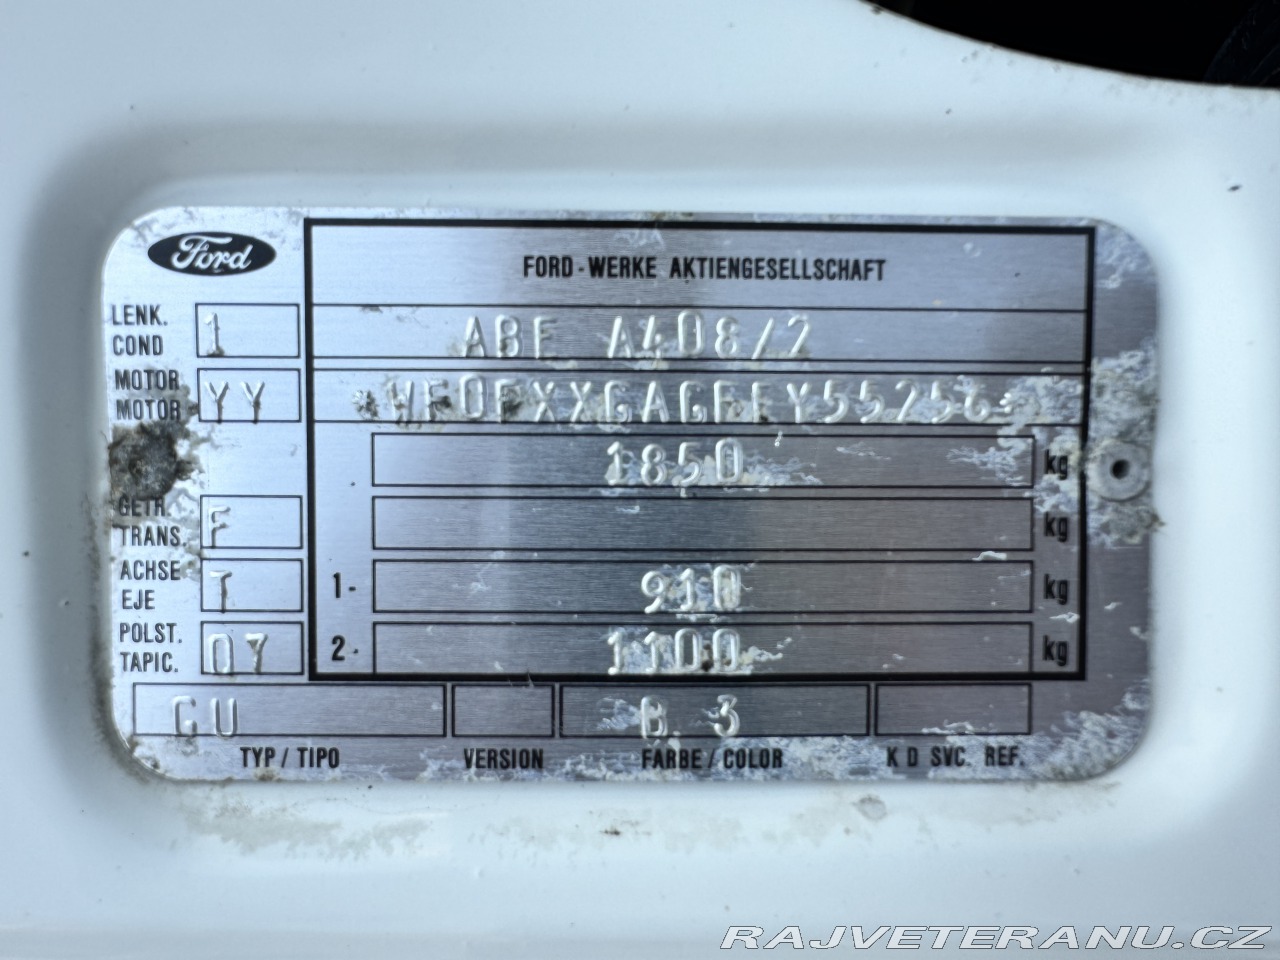 Ford
FORD-WERKE AKTIENGESELLSCHAFT
LENK. COND 1
ABE A408/2
MOTOR MOTOR YY
1850 kg
GETR. TRANS. F
kg
ACHSE EJE T
1- 910 kg
POLST. TAPIC. 07
2- 1100 kg
GU
B. 3
TYP / TIPO VERSION FARBE / COLOR K D SVC. REF.
RAJVETERANU.CZ